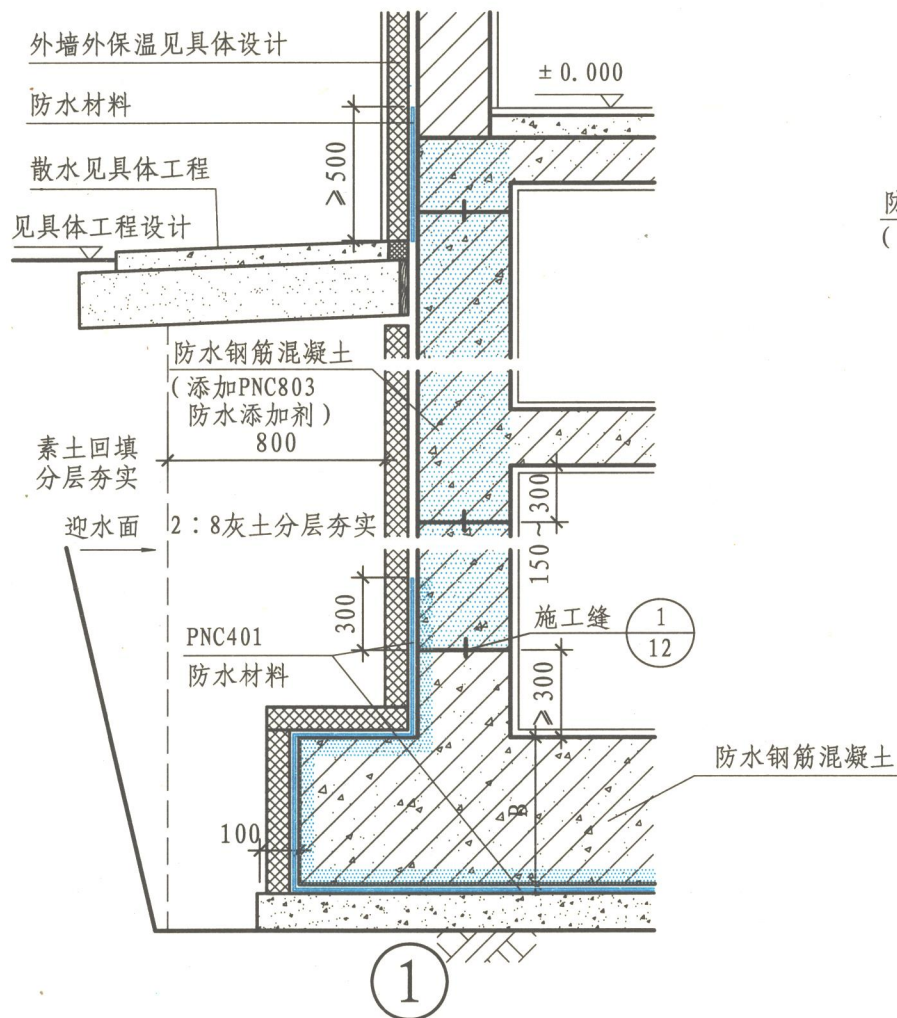 外墙外保温见具体设计
±0.000
防水材料
≥500
散水见具体工程
见具体工程设计
防
(
防水钢筋混凝土
(添加PNC803
防水添加剂)
800
素土回填
分层夯实
300
迎水面
2:8灰土分层夯实
150~300
300
施工缝
1
12
PNC401
防水材料
≥300
防水钢筋混凝土
B
100
1